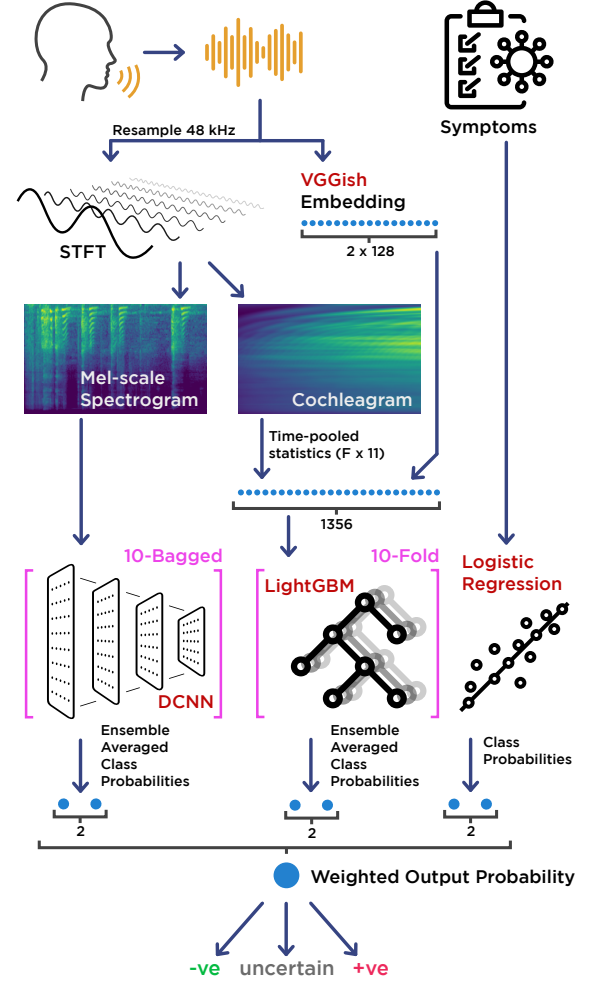 Symptoms
Resample 48 kHz
VGGish
Embedding
STFT
2 x 128
Mel-scale
Spectrogram
Cochleagram
Time-pooled
statistics (F x 11)
1356
10-Bagged
10-Fold
Logistic
Regression
LightGBM
DCNN
Ensemble
Averaged
Class
Probabilities
Ensemble
Averaged
Class
Probabilities
Class
Probabilities
2
2
2
Weighted Output Probability
-ve uncertain +ve